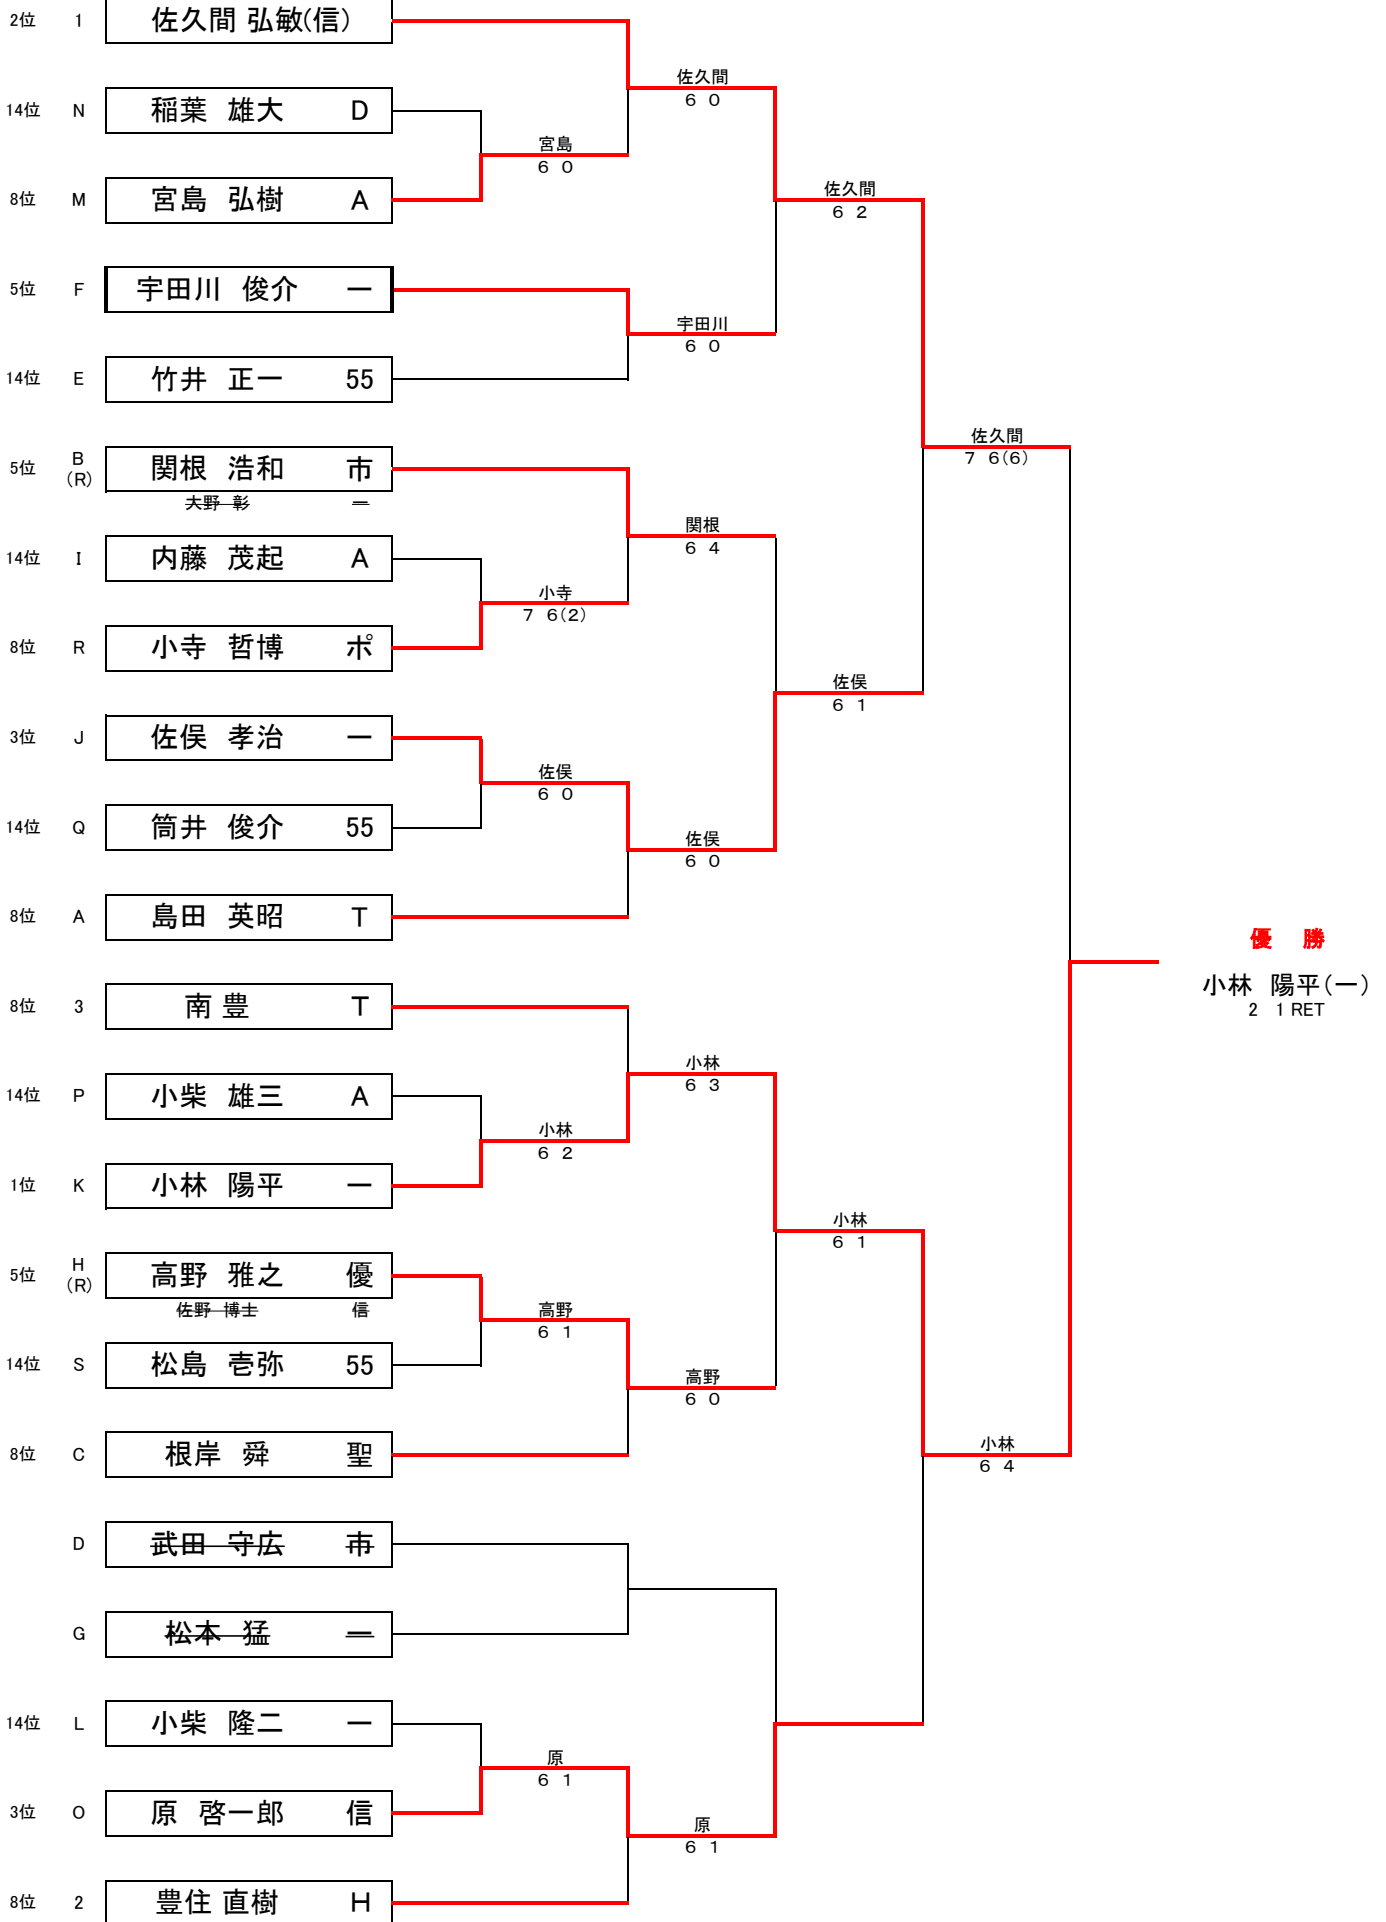 2位 1 佐久間 弘敏(信)
佐久間
6 0
14位 N 稲葉 雄大 D
宮島
6 0
8位 M 宮島 弘樹 A
佐久間
6 2
5位 F 宇田川 俊介 一
宇田川
6 0
14位 E 竹井 正一 55
佐久間
7 6(6)
5位 B (R) 関根 浩和 市
大野 彰 一
関根
6 4
14位 I 内藤 茂起 A
小寺
7 6(2)
8位 R 小寺 哲博 ポ
佐俣
6 1
3位 J 佐俣 孝治 一
佐俣
6 0
14位 Q 筒井 俊介 55
佐俣
6 0
8位 A 島田 英昭 T
優 勝
小林 陽平(一)
2 1 RET
8位 3 南 豊 T
小林
6 3
14位 P 小柴 雄三 A
小林
6 2
1位 K 小林 陽平 一
小林
6 1
5位 H (R) 高野 雅之 優
佐野 博士 信
高野
6 1
14位 S 松島 壱弥 55
高野
6 0
8位 C 根岸 舜 聖
小林
6 4
D 武田 守広 市
G 松本 猛 一
14位 L 小柴 隆二 一
原
6 1
3位 O 原 啓一郎 信
原
6 1
8位 2 豊住 直樹 H